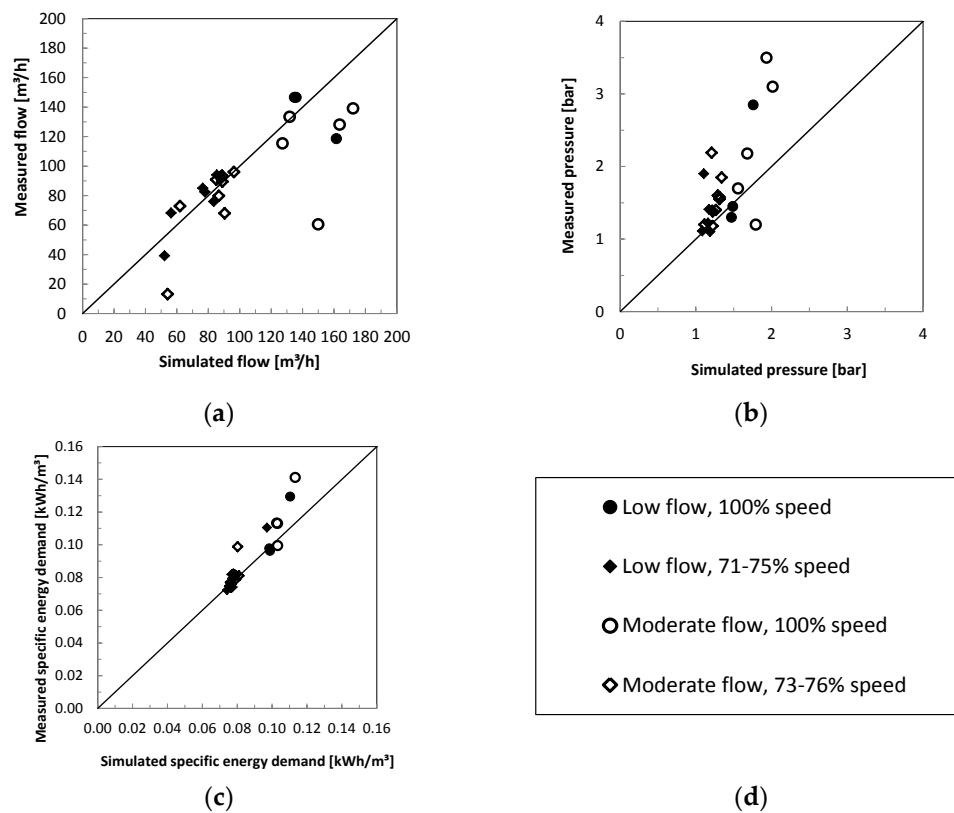 200
180
160
140
120
100
80
60
40
20
0
Measured flow [m³/h]
0 20 40 60 80 100 120 140 160 180 200
Simulated flow [m³/h]
(a)
4
3
2
1
0
Measured pressure [bar]
0 1 2 3 4
Simulated pressure [bar]
(b)
0.16
0.14
0.12
0.10
0.08
0.06
0.04
0.02
0.00
Measured specific energy demand [kWh/m³]
0.00 0.02 0.04 0.06 0.08 0.10 0.12 0.14 0.16
Simulated specific energy demand [kWh/m³]
(c)
Low flow, 100% speed
Low flow, 71-75% speed
Moderate flow, 100% speed
Moderate flow, 73-76% speed
(d)